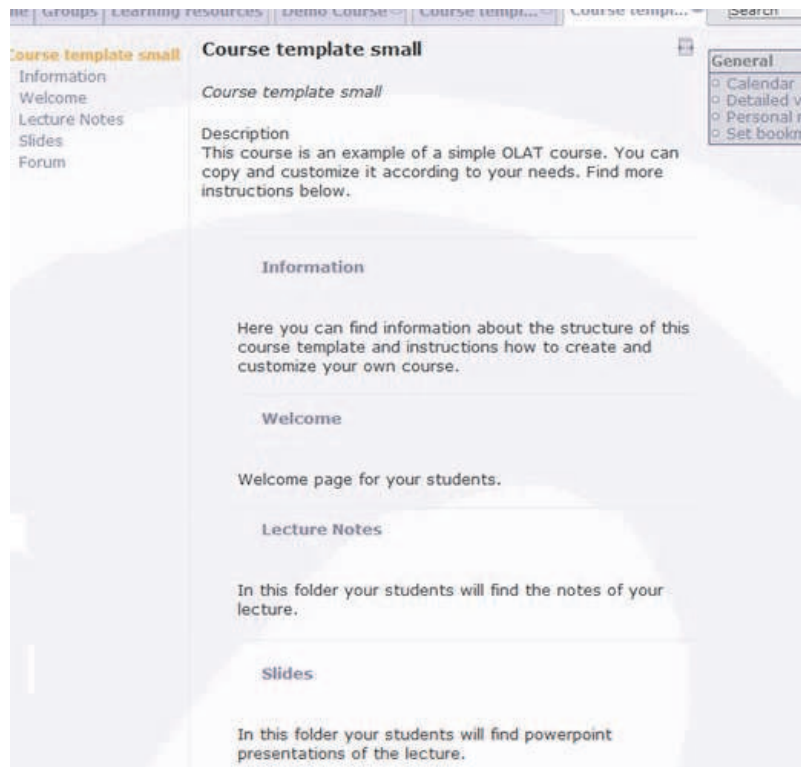 Groups Learning resources Demo Course Course templ... Course templ... Search
Course template small
Information
Welcome
Lecture Notes
Slides
Forum
Course template small
Course template small
Description
This course is an example of a simple OLAT course. You can
copy and customize it according to your needs. Find more
instructions below.
Information
Here you can find information about the structure of this
course template and instructions how to create and
customize your own course.
Welcome
Welcome page for your students.
Lecture Notes
In this folder your students will find the notes of your
lecture.
Slides
In this folder your students will find powerpoint
presentations of the lecture.
General
Calendar
Detailed
Personal
Set